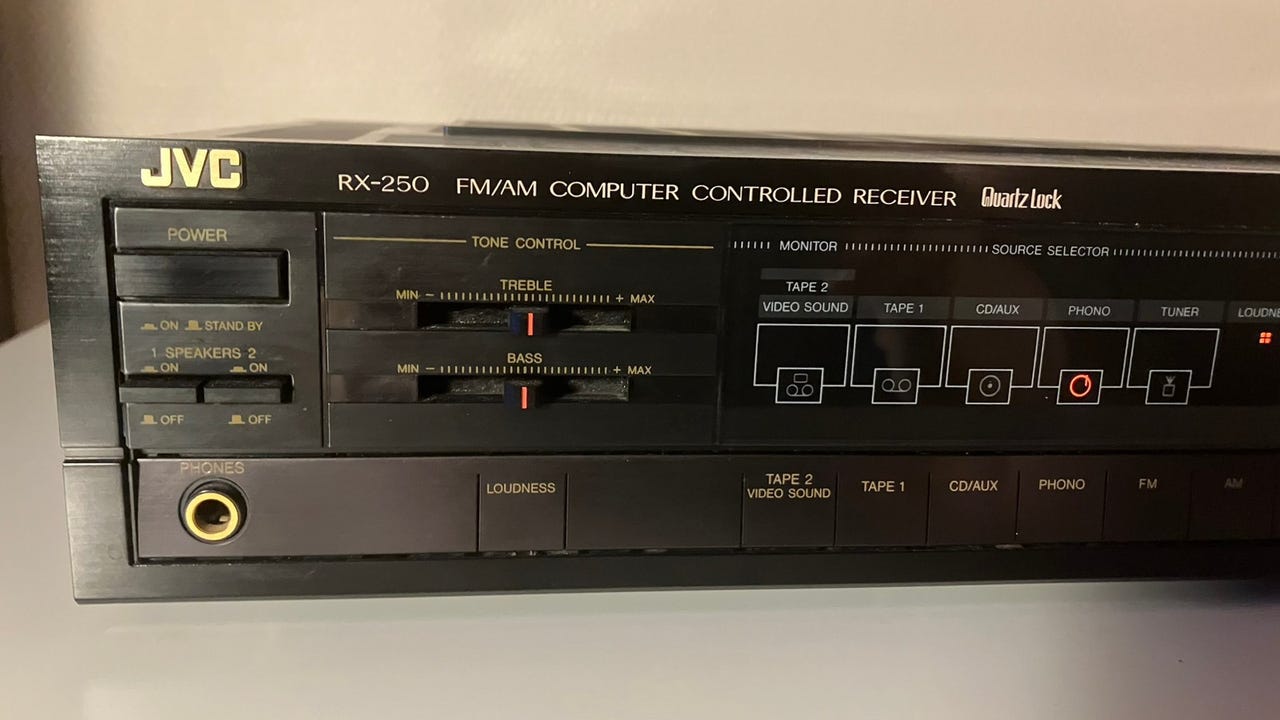 JVC
RX-250 FM/AM COMPUTER CONTROLLED RECEIVER Quartz Lock
POWER
ON STAND BY
1 SPEAKERS 2
ON ON
OFF OFF
TONE CONTROL
TREBLE
MIN - + MAX
BASS
MIN - + MAX
MONITOR SOURCE SELECTOR
TAPE 2
VIDEO SOUND TAPE 1 CD/AUX PHONO TUNER LOUDNE
PHONES
LOUDNESS
TAPE 2
VIDEO SOUND
TAPE 1
CD/AUX
PHONO
FM
AM